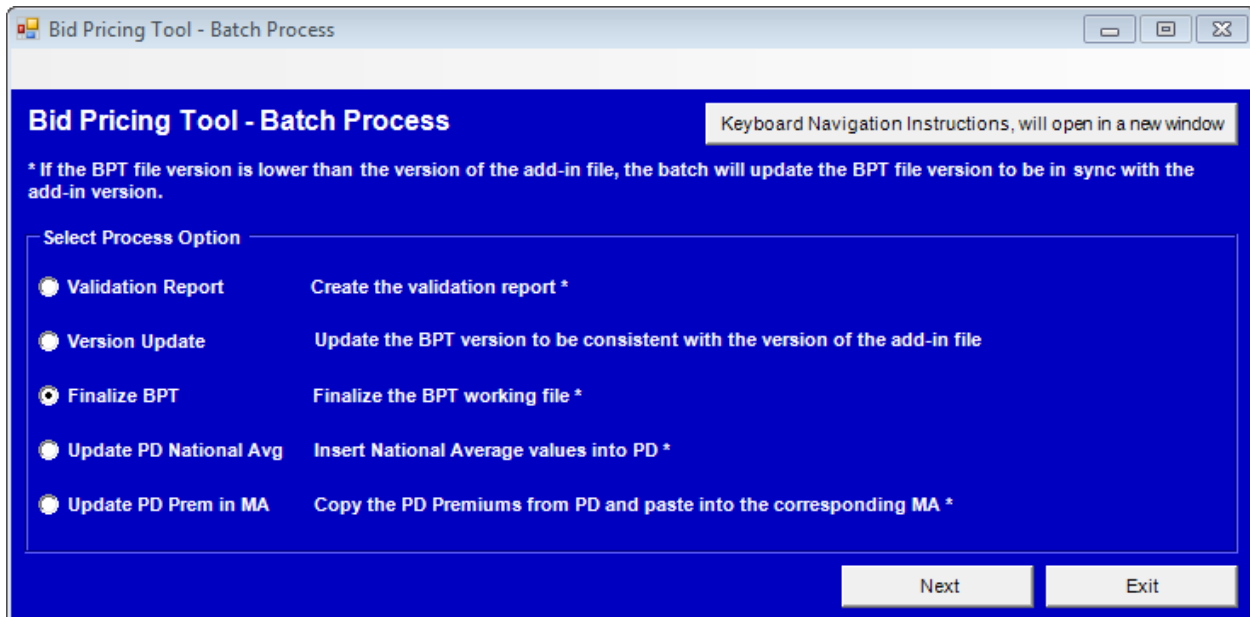 Bid Pricing Tool - Batch Process
Bid Pricing Tool - Batch Process
Keyboard Navigation Instructions, will open in a new window
* If the BPT file version is lower than the version of the add-in file, the batch will update the BPT file version to be in sync with the
add-in version.
Select Process Option
Validation Report Create the validation report *
Version Update Update the BPT version to be consistent with the version of the add-in file
Finalize BPT Finalize the BPT working file *
Update PD National Avg Insert National Average values into PD *
Update PD Prem in MA Copy the PD Premiums from PD and paste into the corresponding MA *
Next Exit